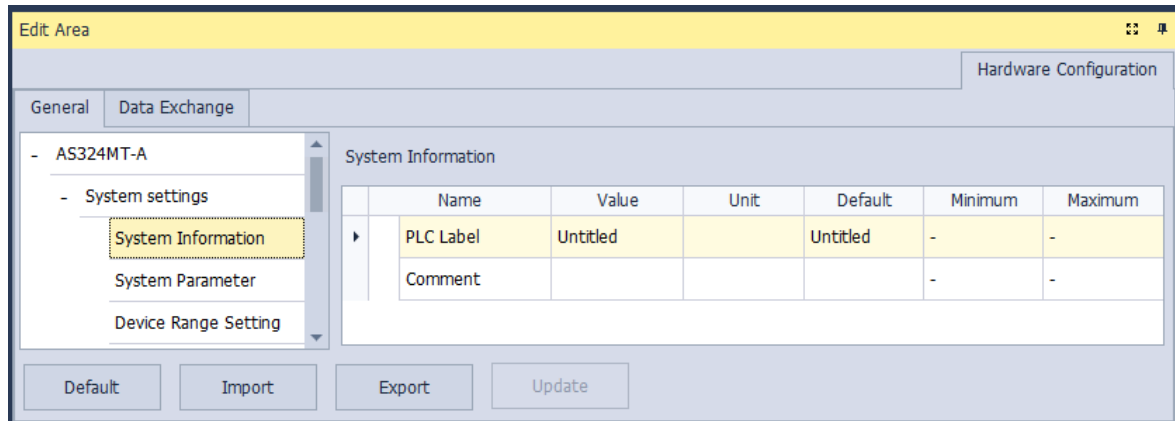 Edit Area
Hardware Configuration
General Data Exchange
- AS324MT-A
- System settings
System Information
System Parameter
Device Range Setting
System Information
Name Value Unit Default Minimum Maximum
PLC Label Untitled Untitled - -
Comment - -
Default Import Export Update